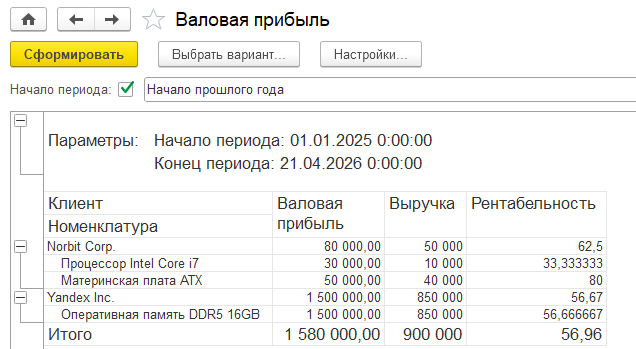 Валовая прибыль
Сформировать Выбрать вариант... Настройки...
Начало периода: Начало прошлого года
Параметры: Начало периода: 01.01.2025 0:00:00
Конец периода: 21.04.2026 0:00:00
Клиент Валовая прибыль Выручка Рентабельность
Номенклатура
Norbit Corp. 80 000,00 50 000 62,5
Процессор Intel Core i7 30 000,00 10 000 33,333333
Материнская плата ATX 50 000,00 40 000 80
Yandex Inc. 1 500 000,00 850 000 56,67
Оперативная память DDR5 16GB 1 500 000,00 850 000 56,666667
Итого 1 580 000,00 900 000 56,96